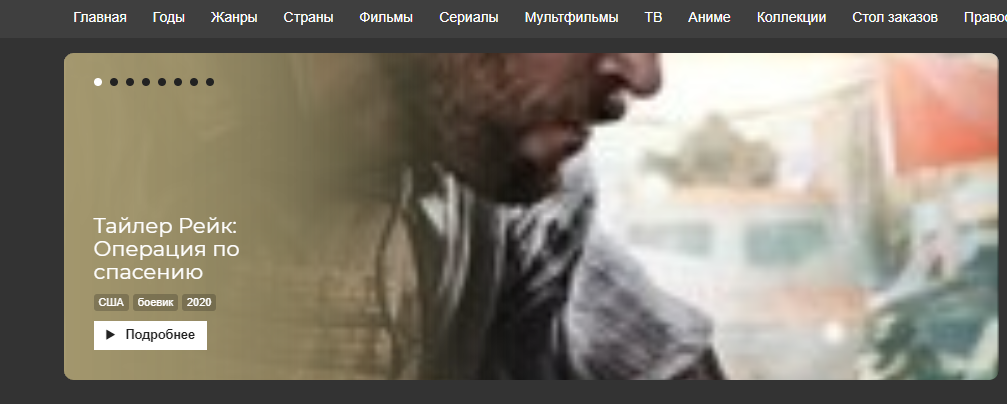 Главная Годы Жанры Страны Фильмы Сериалы Мультфильмы ТВ Аниме Коллекции Стол заказов
Тайлер Рейк:
Операция по
спасению
США боевик 2020
Подробнее